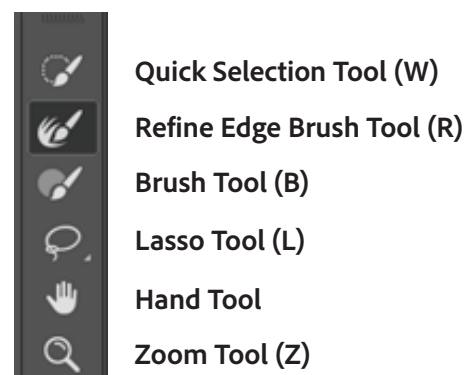 Quick Selection Tool (W)
Refine Edge Brush Tool (R)
Brush Tool (B)
Lasso Tool (L)
Hand Tool
Zoom Tool (Z)